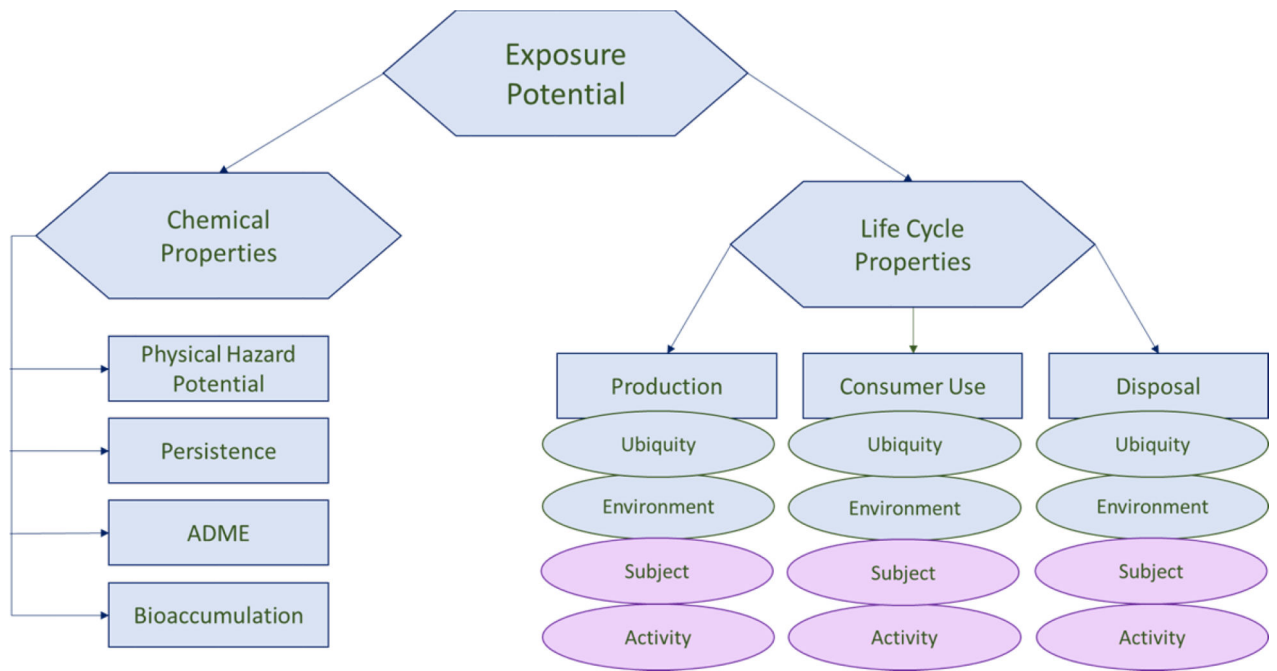 Exposure
Potential
Chemical
Properties
Physical Hazard
Potential
Persistence
ADME
Bioaccumulation
Life Cycle
Properties
Production
Ubiquity
Environment
Subject
Activity
Consumer Use
Ubiquity
Environment
Subject
Activity
Disposal
Ubiquity
Environment
Subject
Activity